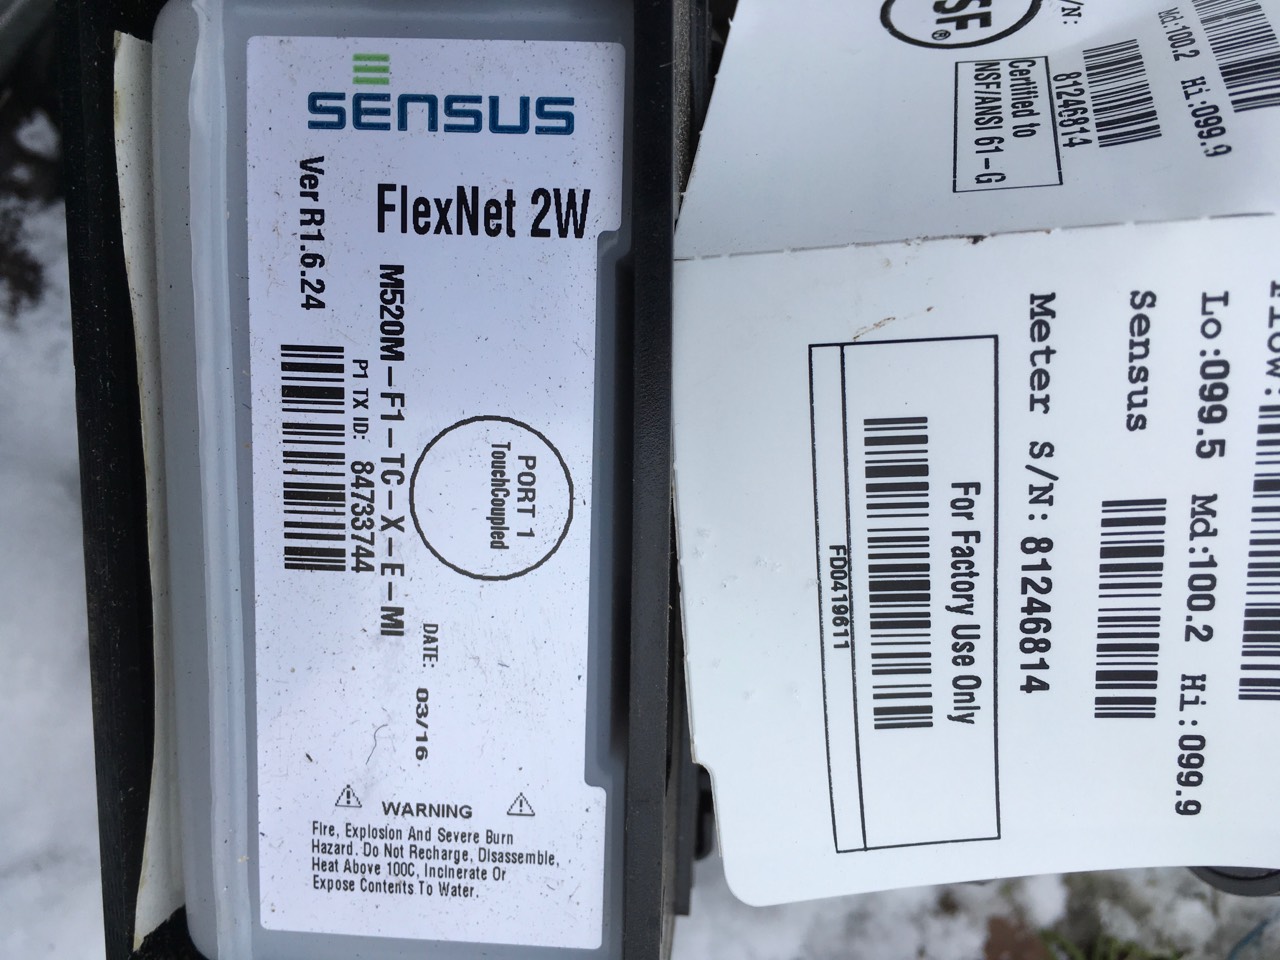 SENSUS
FlexNet 2W
Ver R1.6.24
M520M-F1-TC-X-E-MI
P1 TX ID: 84733744
PORT 1
TouchCoupled
DATE: 03/16
WARNING
Fire, Explosion And Severe Burn
Hazard. Do Not Recharge, Disassemble,
Heat Above 100C, Incinerate Or
Expose Contents To Water.
SF®
Certified to
NSF/ANSI 61-G
/N:
81246814
Md:100.2 Hi:099.9
Lo:099.5 Md:100.2 Hi:099.9
Sensus
Meter S/N: 81246814
For Factory Use Only
FD0419611